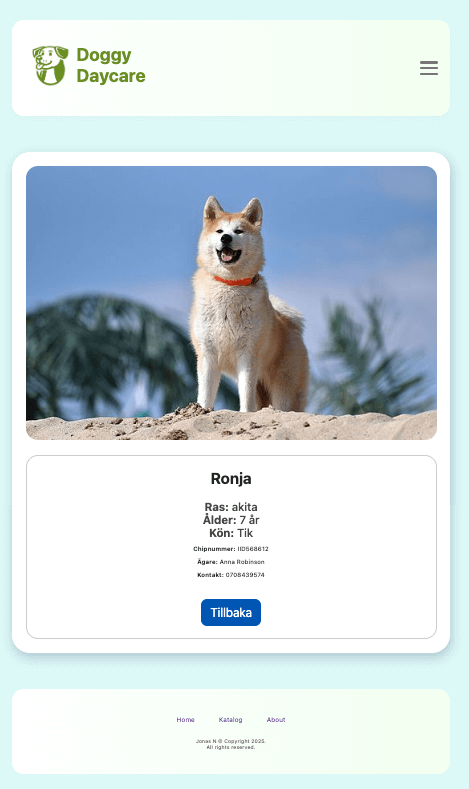 Doggy
Daycare
Ronja
Ras: akita
Ålder: 7 år
Kön: Tik
Chipnummer: IID568612
Ägare: Anna Robinson
Kontakt: 0708439574
Tillbaka
Home Katalog About
Jonas N © Copyright 2025.
All rights reserved.